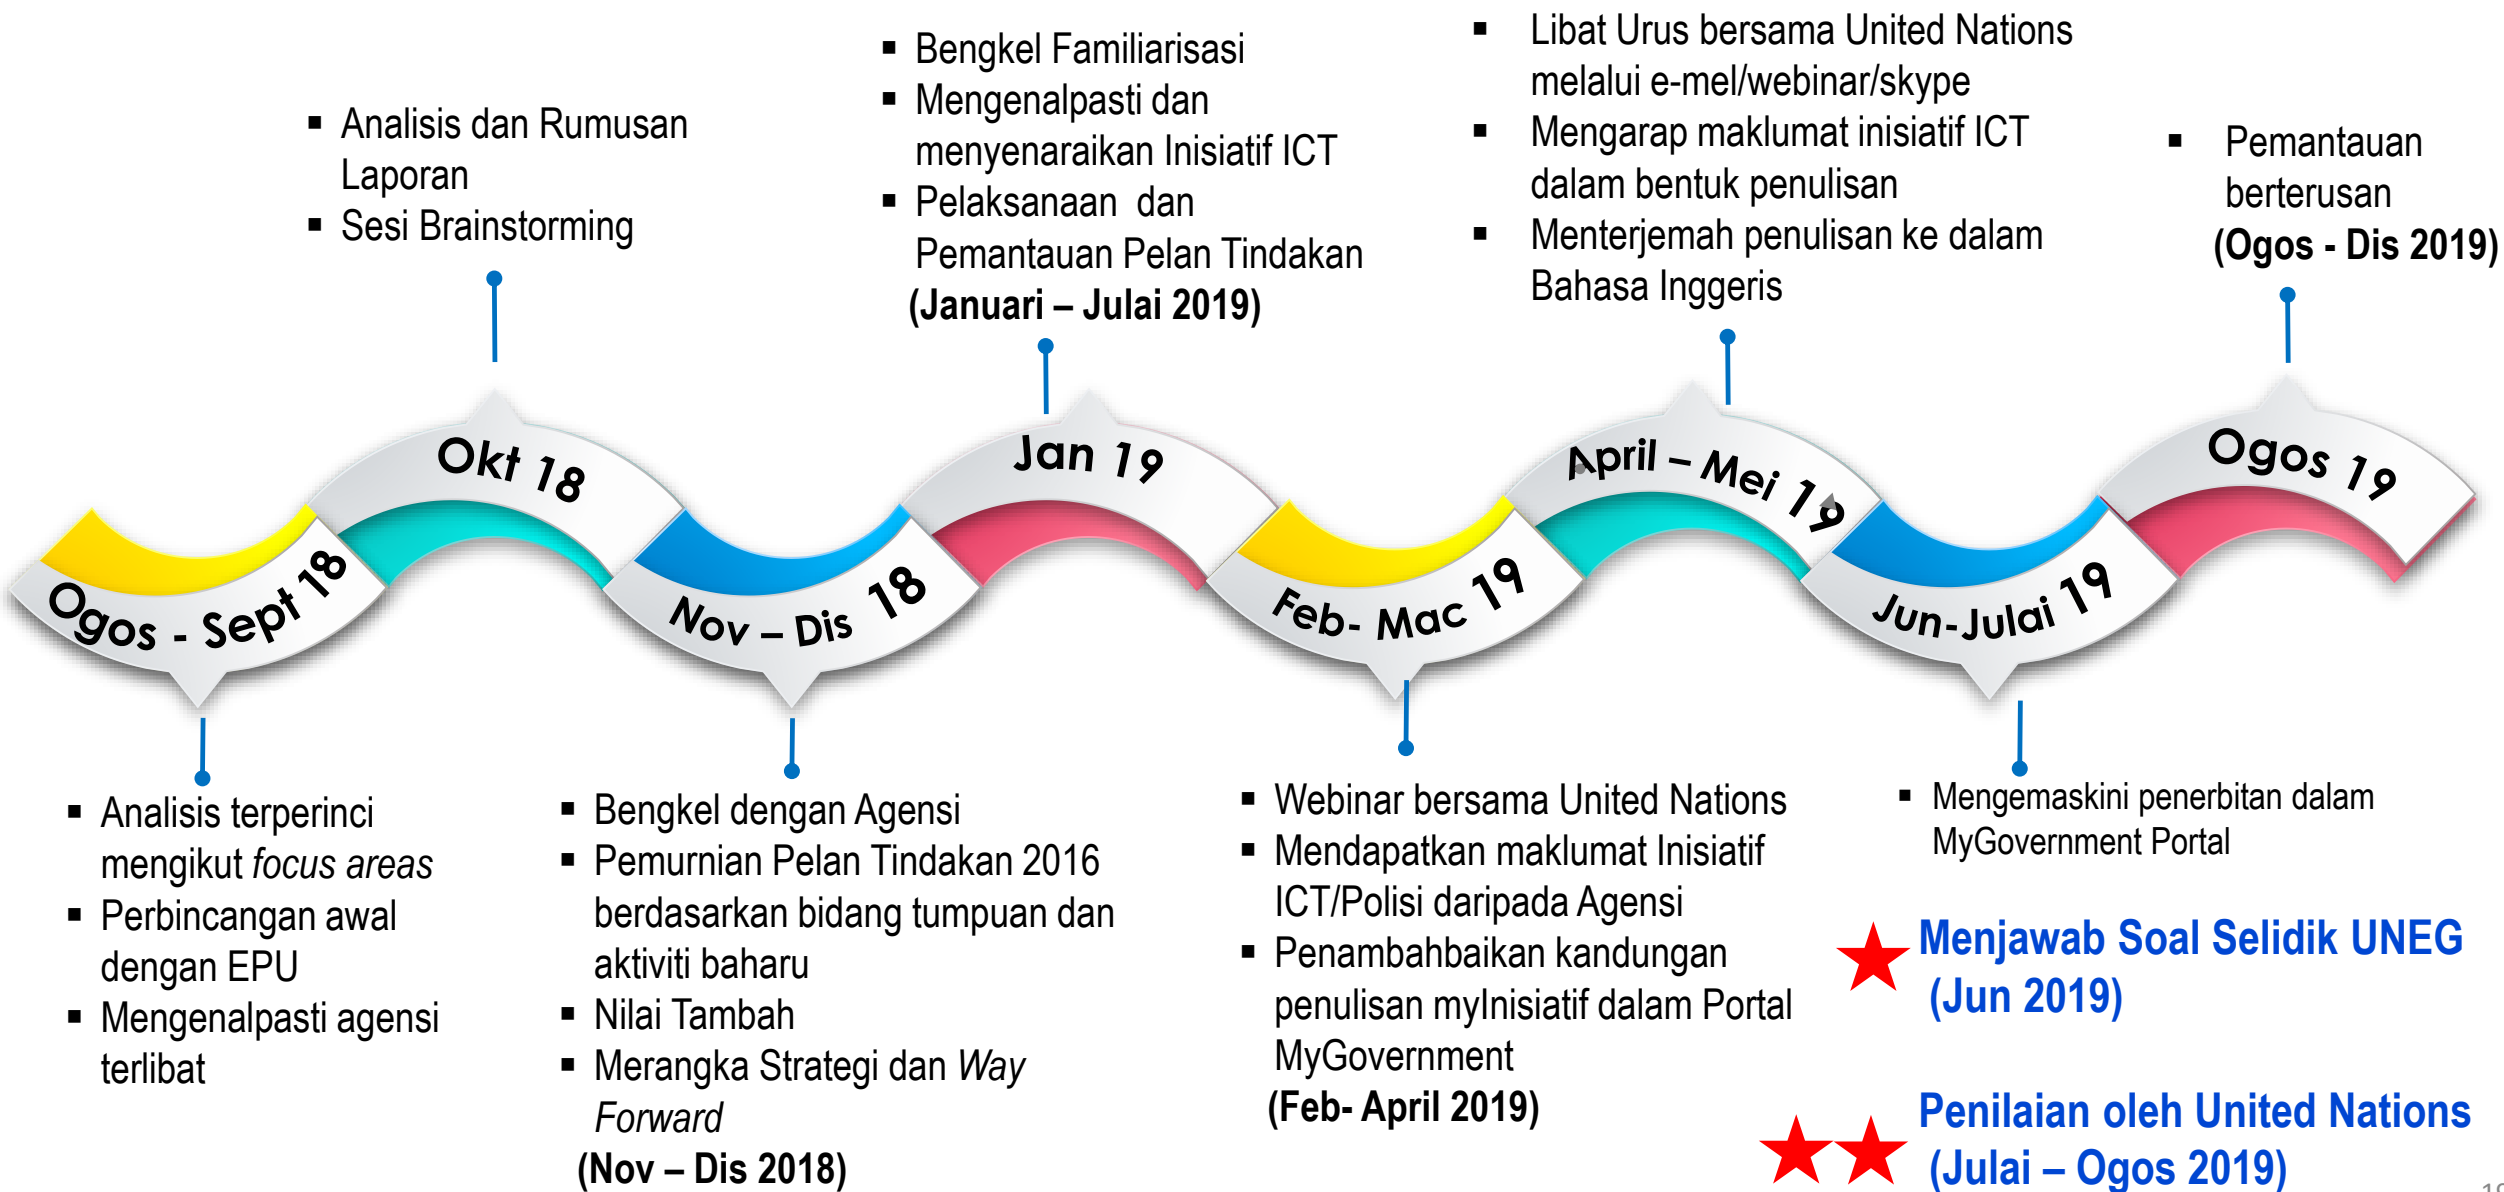 ▪ Analisis dan Rumusan
Laporan
▪ Sesi Brainstorming
▪ Bengkel Familiarisasi
▪ Mengenalpasti dan
menyenaraikan Inisiatif ICT
▪ Pelaksanaan dan
Pemantauan Pelan Tindakan
(Januari – Julai 2019)
▪ Libat Urus bersama United Nations
melalui e-mel/webinar/skype
▪ Mengarap maklumat inisiatif ICT
dalam bentuk penulisan
▪ Menterjemah penulisan ke dalam
Bahasa Inggeris
▪ Pemantauan
berterusan
(Ogos - Dis 2019)
Ogos - Sept 18
Okt 18
Nov – Dis 18
Jan 19
Feb- Mac 19
April – Mei 19
Jun-Julai 19
Ogos 19
▪ Analisis terperinci
mengikut focus areas
▪ Perbincangan awal
dengan EPU
▪ Mengenalpasti agensi
terlibat
▪ Bengkel dengan Agensi
▪ Pemurnian Pelan Tindakan 2016
berdasarkan bidang tumpuan dan
aktiviti baharu
▪ Nilai Tambah
▪ Merangka Strategi dan Way
Forward
(Nov – Dis 2018)
▪ Webinar bersama United Nations
▪ Mendapatkan maklumat Inisiatif
ICT/Polisi daripada Agensi
▪ Penambahbaikan kandungan
penulisan myInisiatif dalam Portal
MyGovernment
(Feb- April 2019)
▪ Mengemaskini penerbitan dalam
MyGovernment Portal
Menjawab Soal Selidik UNEG
(Jun 2019)
Penilaian oleh United Nations
(Julai – Ogos 2019)